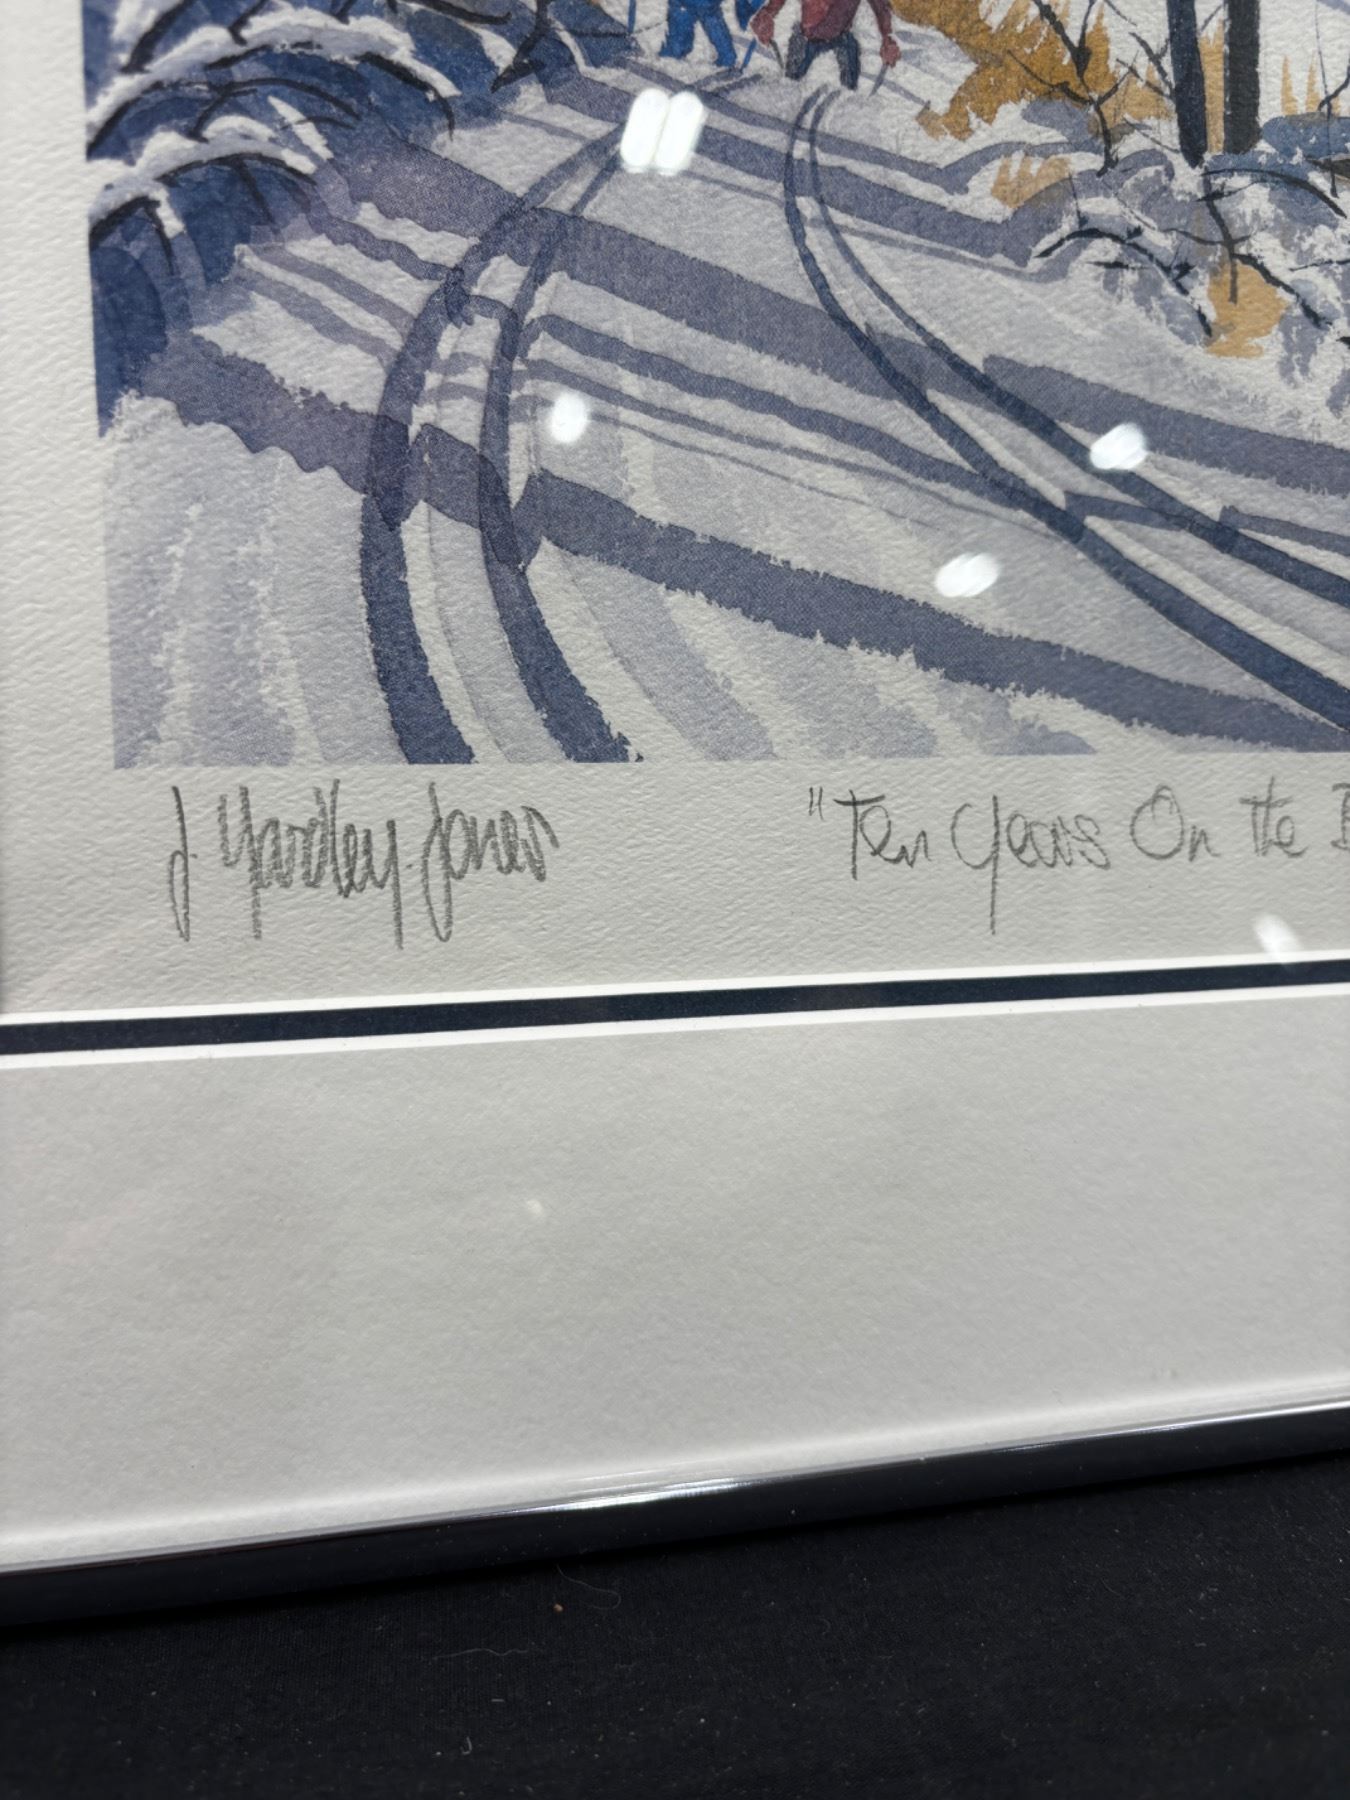 J. Yardley-Jones
"Ten Years On the